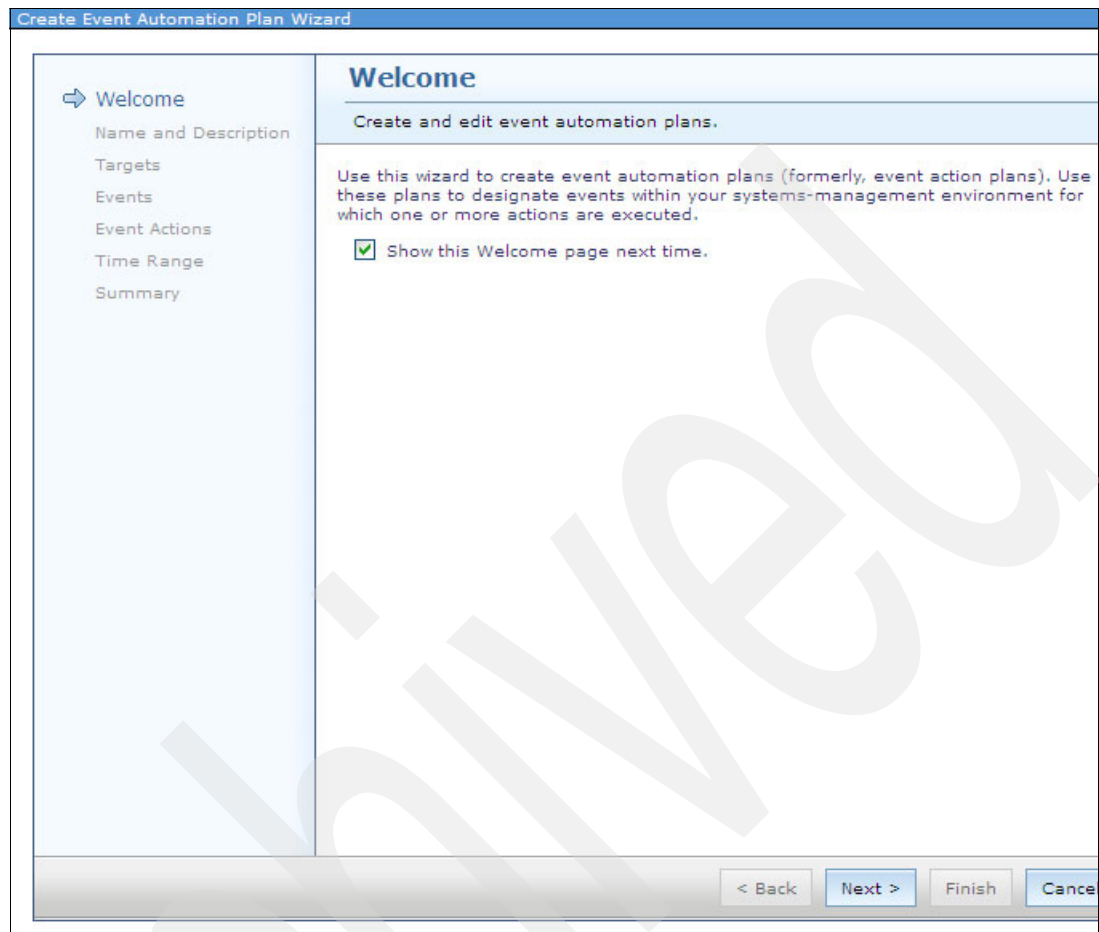 Create Event Automation Plan Wizard
Welcome
Name and Description
Targets
Events
Event Actions
Time Range
Summary
Welcome
Create and edit event automation plans.
Use this wizard to create event automation plans (formerly, event action plans). Use
these plans to designate events within your systems-management environment for
which one or more actions are executed.
Show this Welcome page next time.
< Back
Next >
Finish
Cancel
hived